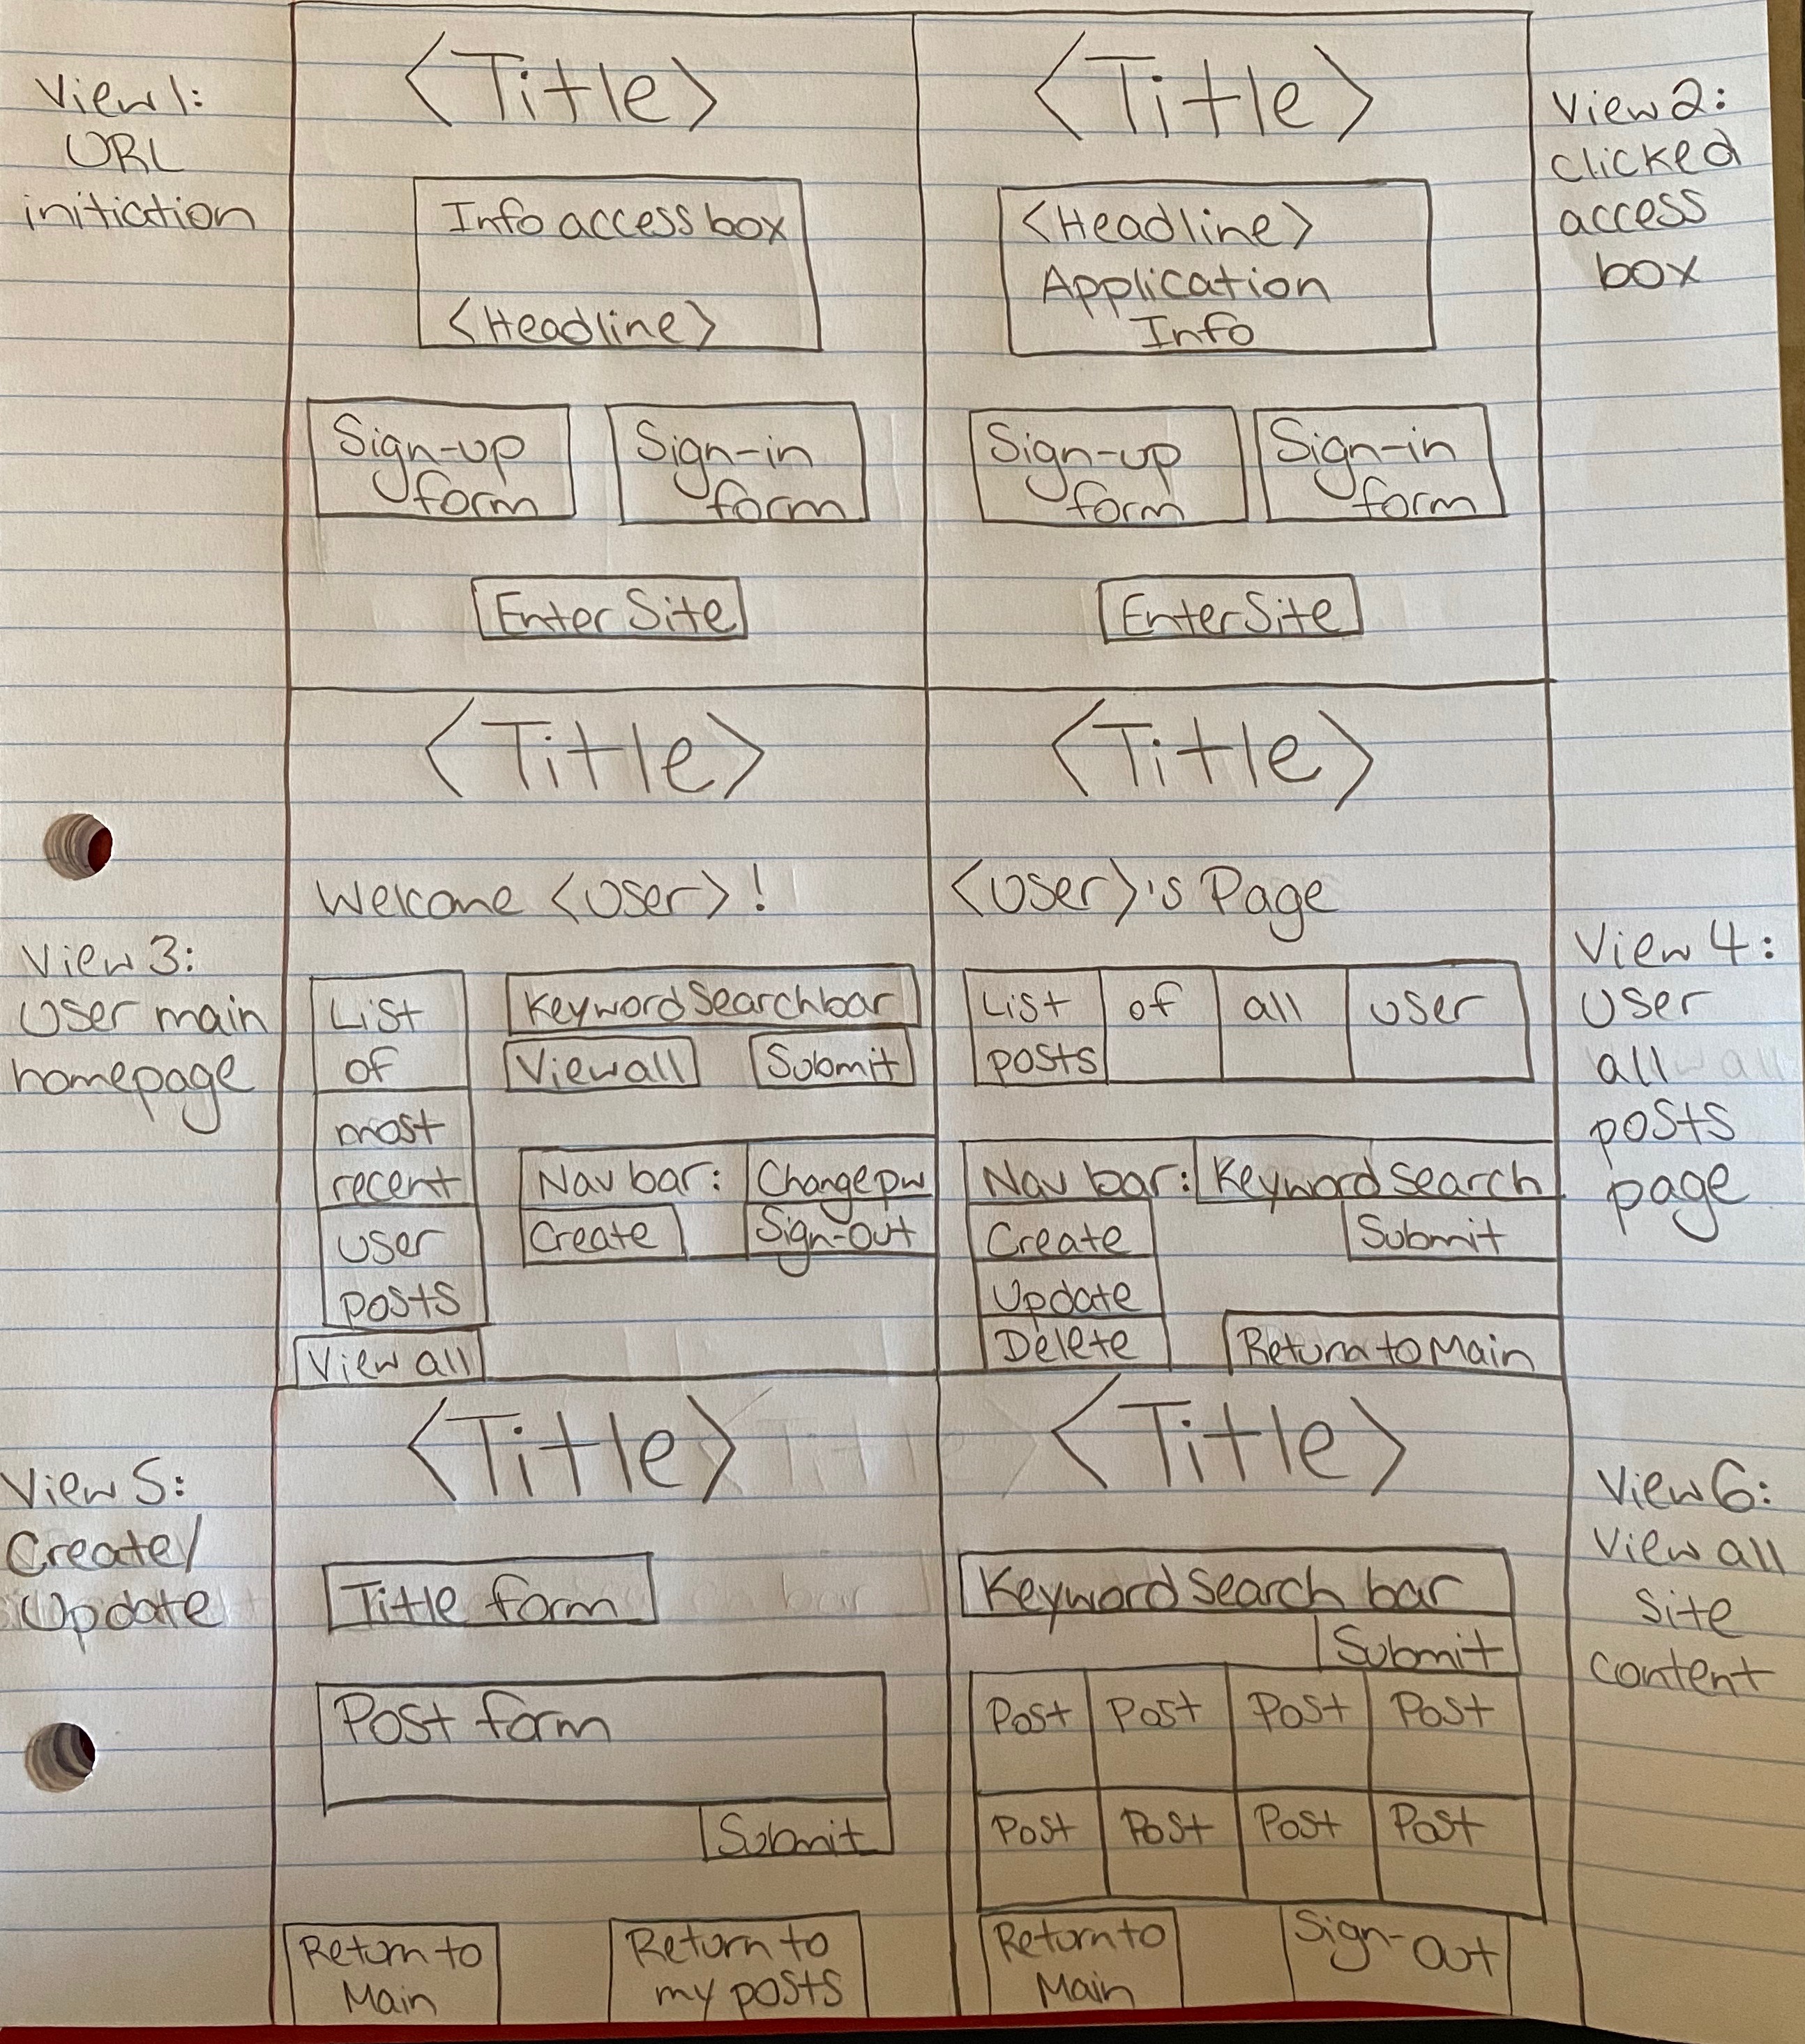 View 1:
URL
initiation
<Title>
Info access box
<Headline>
Sign-up
form
Sign-in
form
Enter Site
<Title>
<Headline>
Application
Info
Sign-up
form
Sign-in
form
Enter Site
View 2:
clicked
access
box
View 3:
User main
homepage
<Title>
Welcome <User>!
List
of
most
recent
user
posts
View all
Keyword Search bar
View all
Submit
Nav bar:
Change pw
Create
Sign-Out
<Title>
<User>'s Page
List of all user
posts
Nav bar:
Keyword Search
Create
Submit
Update
Delete
Return to Main
View 4:
User
all
posts
page
View 5:
Create/
Update
<Title>
Title form
Post form
Submit
Return to
Main
Return to
my posts
<Title>
Keyword Search bar
Submit
Post Post Post Post
Post Post Post Post
Return to
Main
Sign-Out
View 6:
View all
Site
content